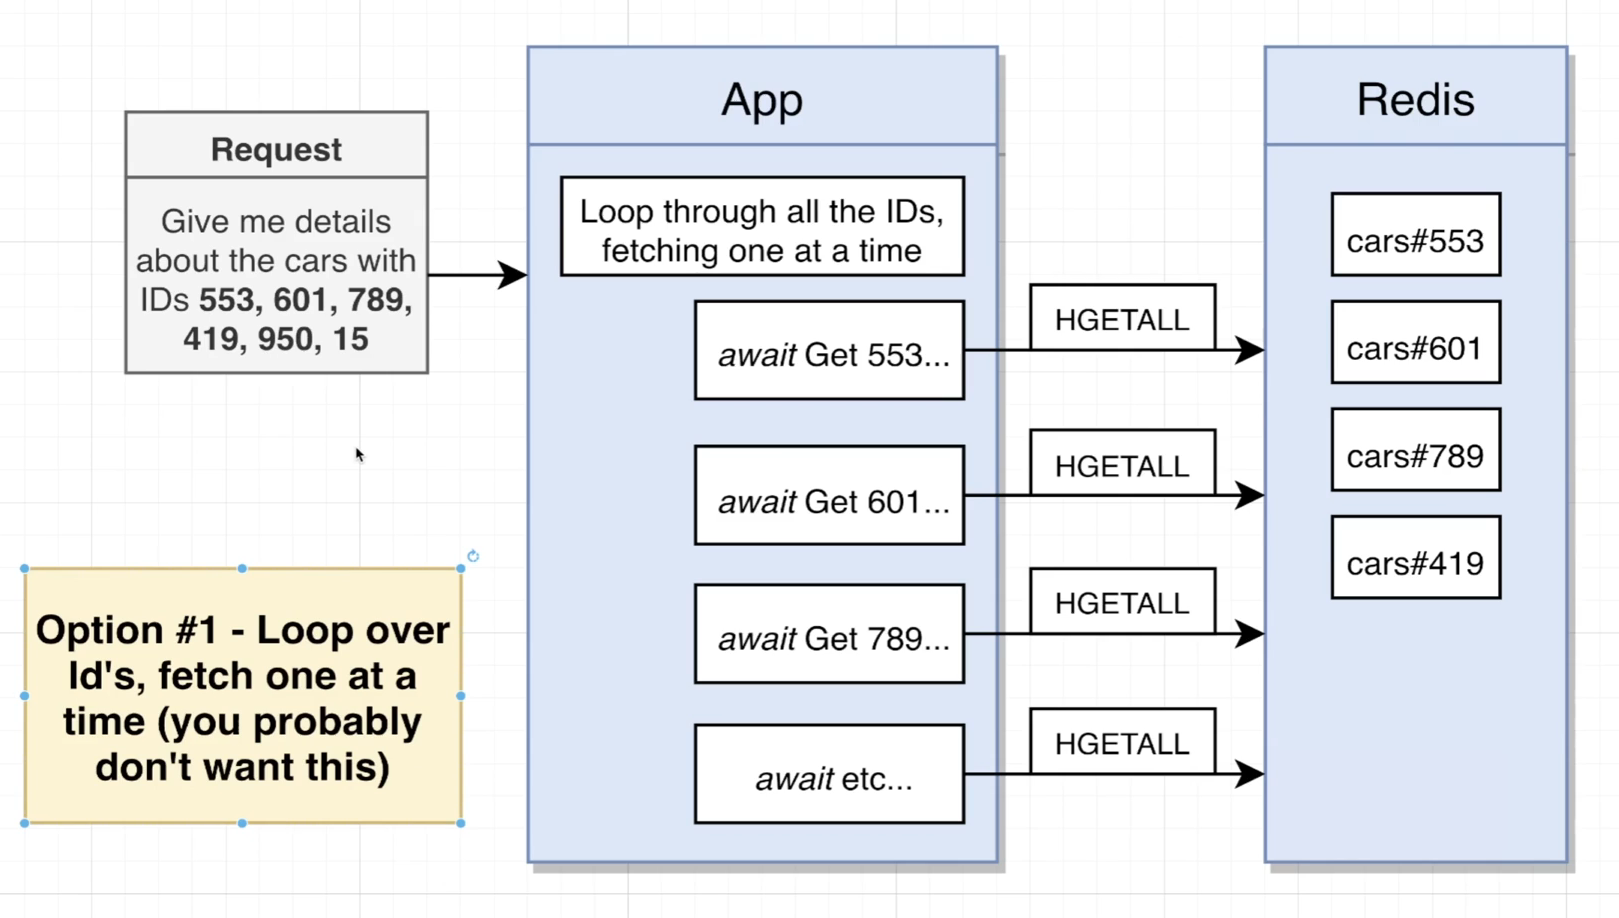 App
Redis
Request
Give me details
about the cars with
IDs 553, 601, 789,
419, 950, 15
Loop through all the IDs,
fetching one at a time
await Get 553...
HGETALL
await Get 601...
HGETALL
await Get 789...
HGETALL
await etc...
HGETALL
cars#553
cars#601
cars#789
cars#419
Option #1 - Loop over
Id's, fetch one at a
time (you probably
don't want this)